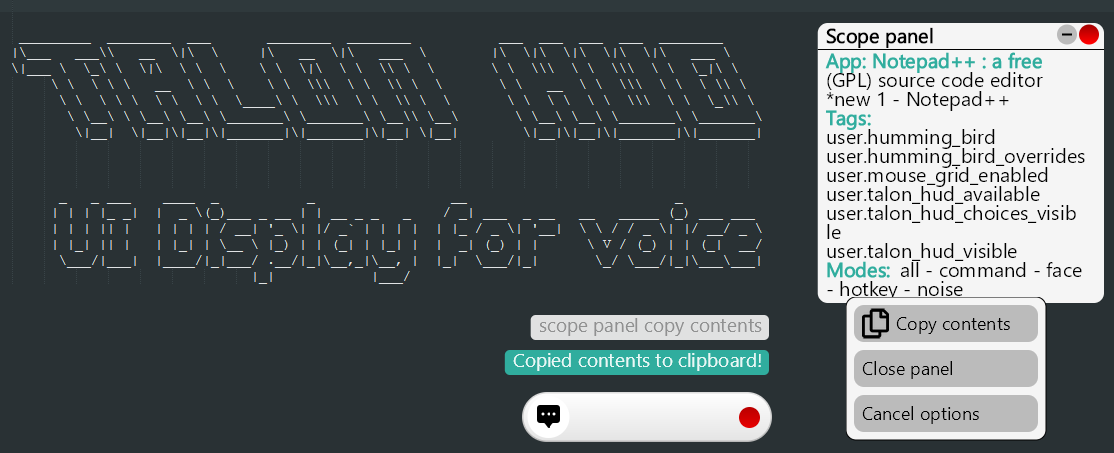 TALON HUD
UI Display for voice
Scope panel
App: Notepad++ : a free
(GPL) source code editor
*new 1 - Notepad++
Tags:
user.humming_bird
user.humming_bird_overrides
user.mouse_grid_enabled
user.talon_hud_available
user.talon_hud_choices_visib
le
user.talon_hud_visible
Modes: all - command - face
- hotkey - noise
scope panel copy contents
Copied contents to clipboard!
Copy contents
Close panel
Cancel options